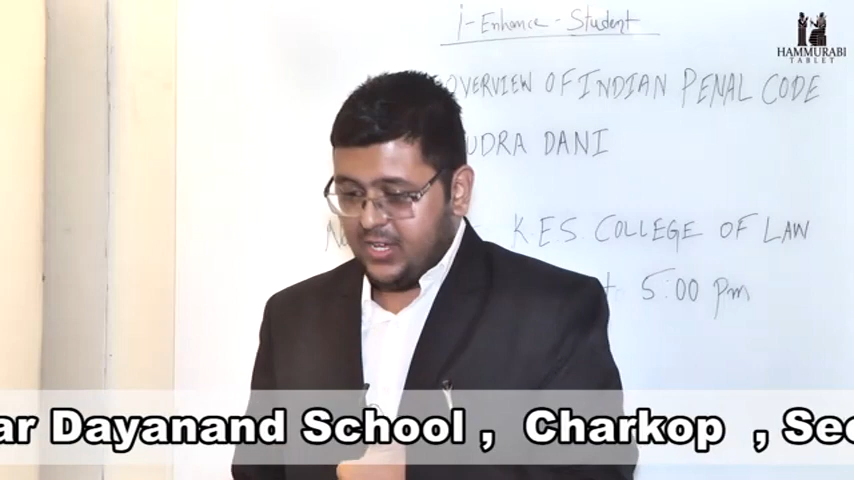 i-Enhance-Student
HAMMURABI
TABLET
OVERVIEW OF INDIAN PENAL CODE
UDRA DANI
K.E.S. COLLEGE OF LAW
5:00 pm
ar Dayanand School , Charkop , Sec